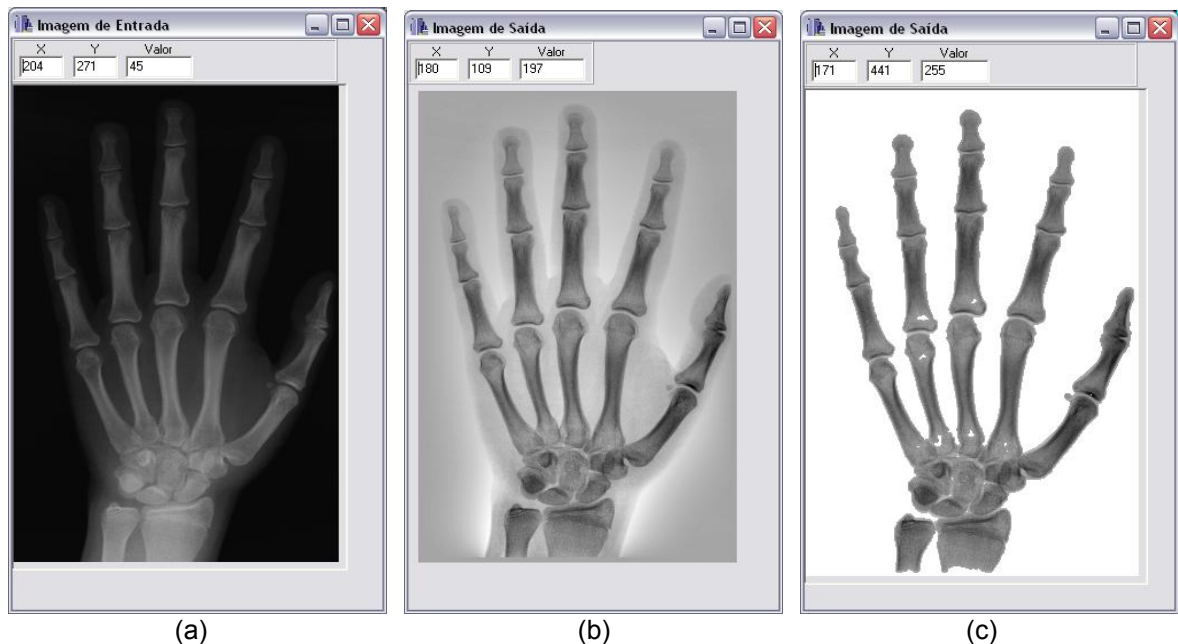 Imagem de Entrada
X Y Valor
204 271 45
Imagem de Saída
X Y Valor
180 109 197
Imagem de Saída
X Y Valor
171 441 255
(a)
(b)
(c)